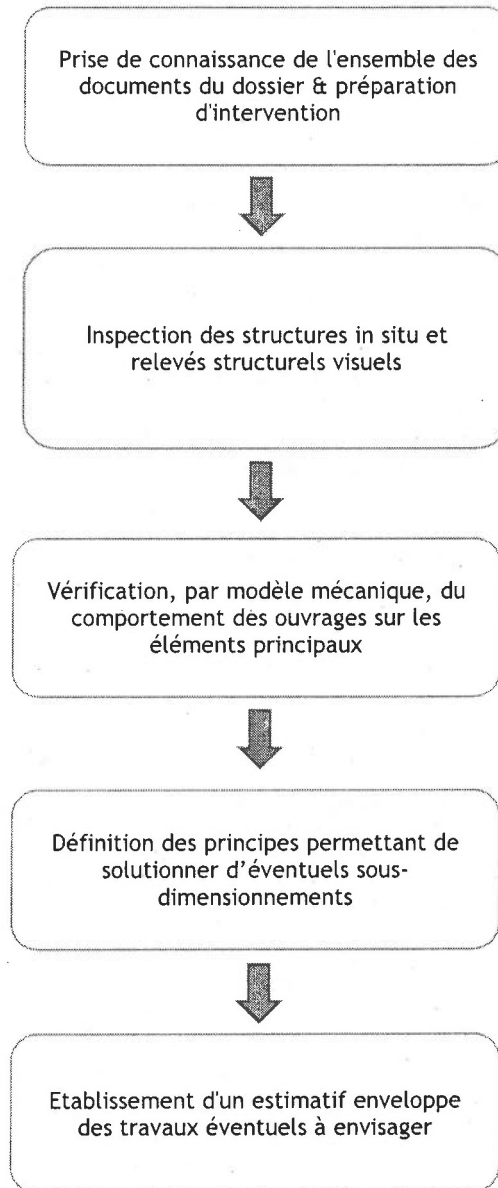 Prise de connaissance de l'ensemble des
documents du dossier & préparation
d'intervention
Inspection des structures in situ et
relevés structurels visuels
Vérification, par modèle mécanique, du
comportement des ouvrages sur les
éléments principaux
Définition des principes permettant de
solutionner d'éventuels sous-
dimensionnements
Etablissement d'un estimatif enveloppe
des travaux éventuels à envisager